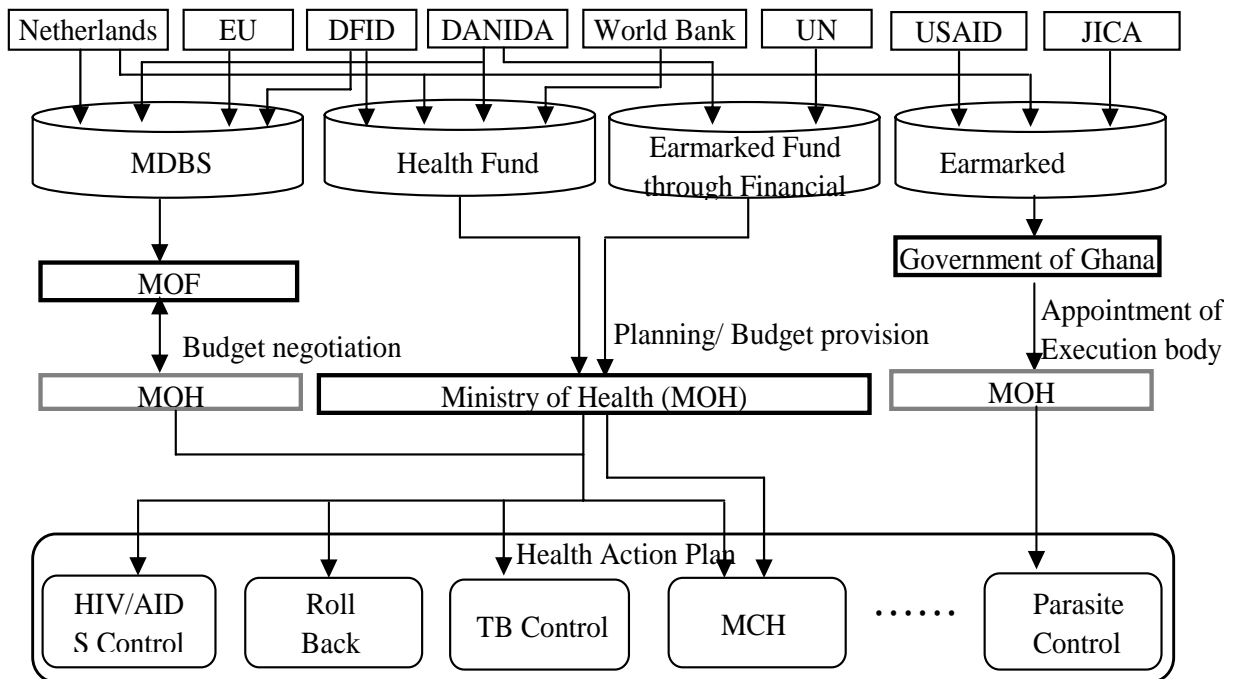 Netherlands
EU
DFID
DANIDA
World Bank
UN
USAID
JICA
MDBS
Health Fund
Earmarked Fund
through Financial
Earmarked
MOF
Government of Ghana
Budget negotiation
Planning/ Budget provision
Appointment of
Execution body
MOH
Ministry of Health (MOH)
MOH
Health Action Plan
HIV/AID
S Control
Roll
Back
TB Control
MCH
......
Parasite
Control